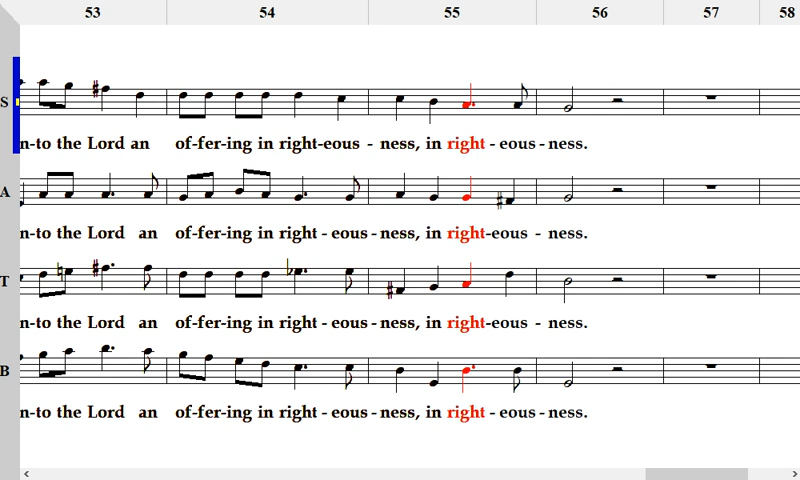 53 54 55 56 57 58
S
n-to the Lord an of-fer-ing in right-eous - ness, in right - eous - ness.
A
n-to the Lord an of-fer-ing in right - eous - ness, in right-eous - ness.
T
n-to the Lord an of-fer-ing in right - eous - ness, in right-eous - ness.
B
n-to the Lord an of-fer-ing in right - eous - ness, in right - eous - ness.